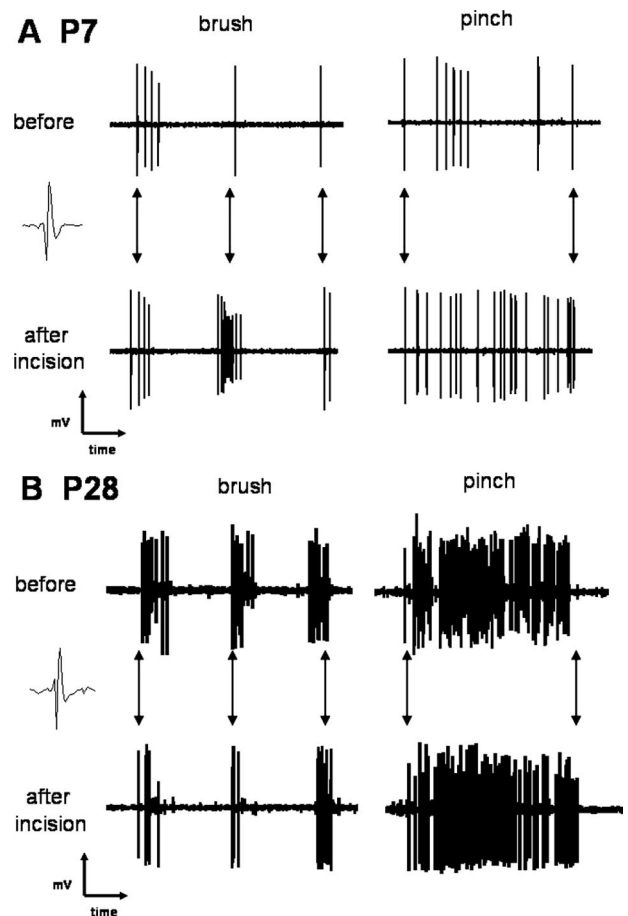 A P7
brush
pinch
before
after
incision
mV
time
B P28
brush
pinch
before
after
incision
mV
time